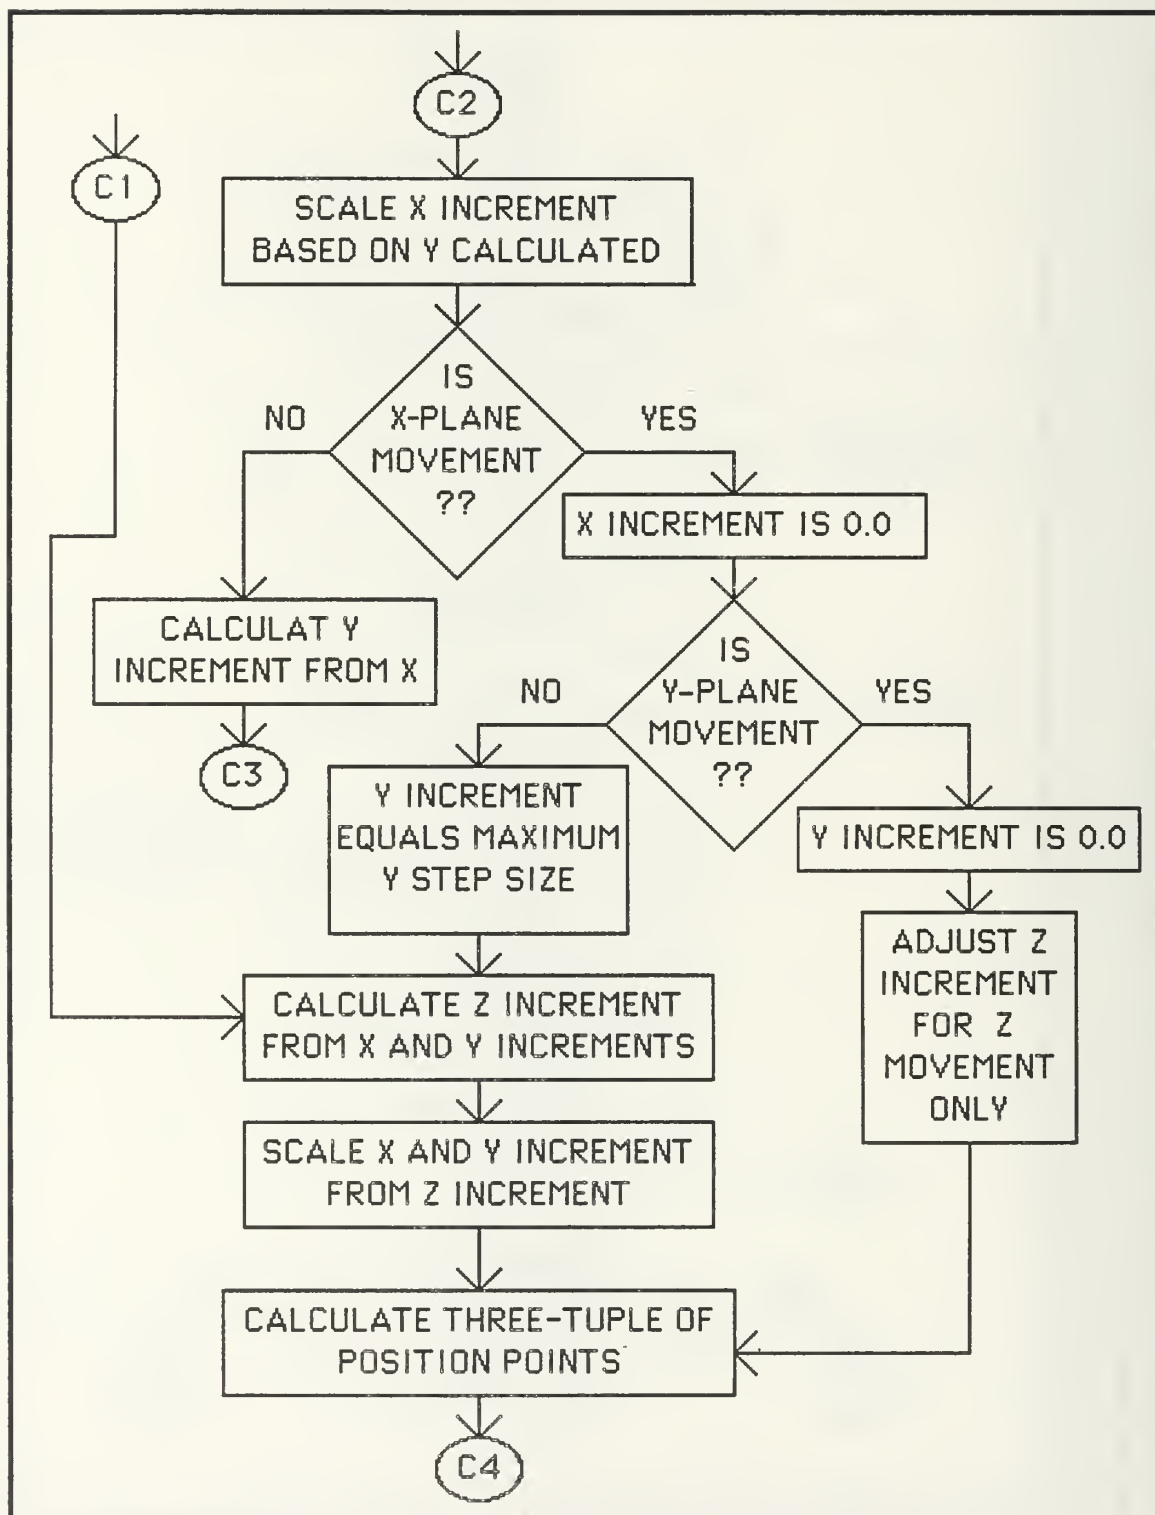 C2
C1
SCALE X INCREMENT
BASED ON Y CALCULATED
IS
X-PLANE
MOVEMENT
??
NO
YES
X INCREMENT IS 0.0
CALCULAT Y
INCREMENT FROM X
C3
IS
Y-PLANE
MOVEMENT
??
NO
YES
Y INCREMENT
EQUALS MAXIMUM
Y STEP SIZE
Y INCREMENT IS 0.0
ADJUST Z
INCREMENT
FOR Z
MOVEMENT
ONLY
CALCULATE Z INCREMENT
FROM X AND Y INCREMENTS
SCALE X AND Y INCREMENT
FROM Z INCREMENT
CALCULATE THREE-TUPLE OF
POSITION POINTS
C4